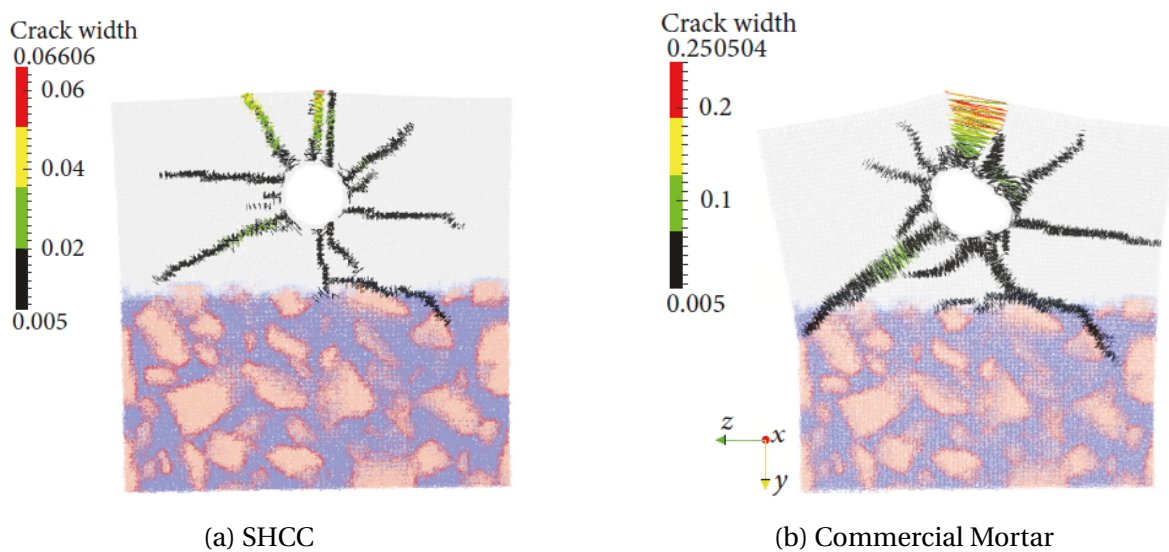 Crack width
0.06606
0.06
0.04
0.02
0.005
(a) SHCC
Crack width
0.250504
0.2
0.1
0.005
z
x
y
(b) Commercial Mortar